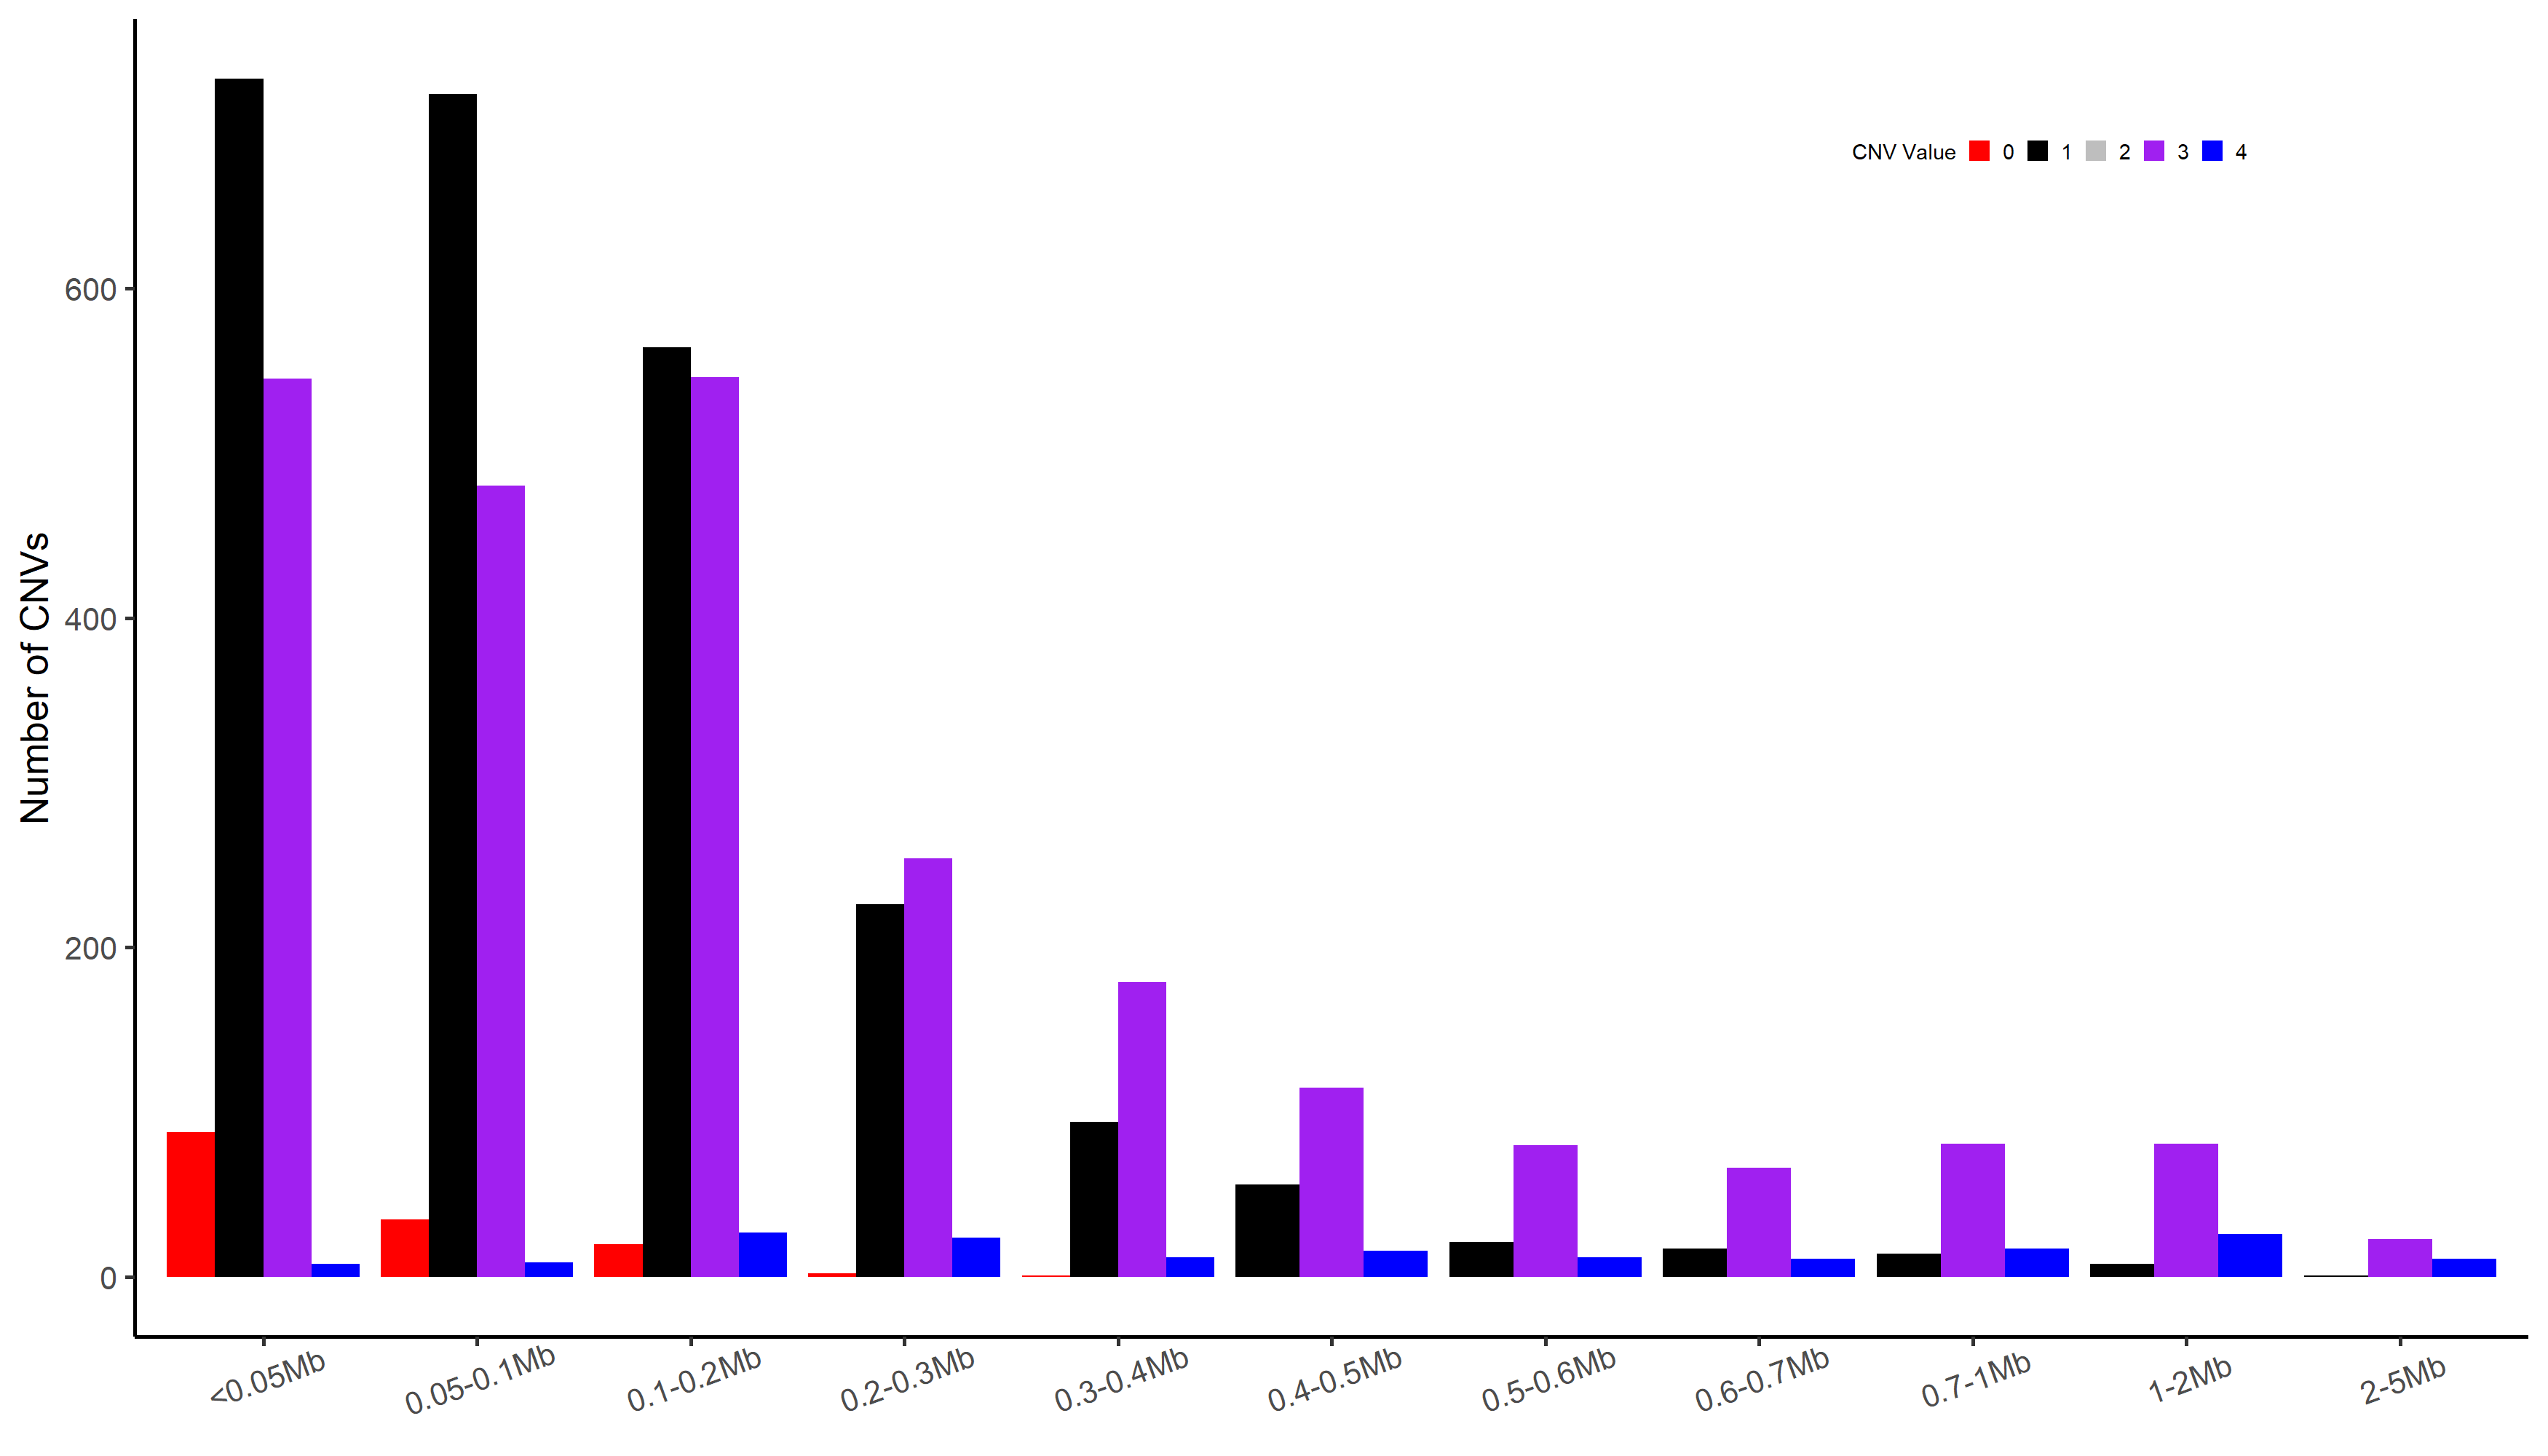 CNV Value 0 1 2 3 4
Number of CNVs
600
400
200
0
<0.05Mb 0.05-0.1Mb 0.1-0.2Mb 0.2-0.3Mb 0.3-0.4Mb 0.4-0.5Mb 0.5-0.6Mb 0.6-0.7Mb 0.7-1Mb 1-2Mb 2-5Mb